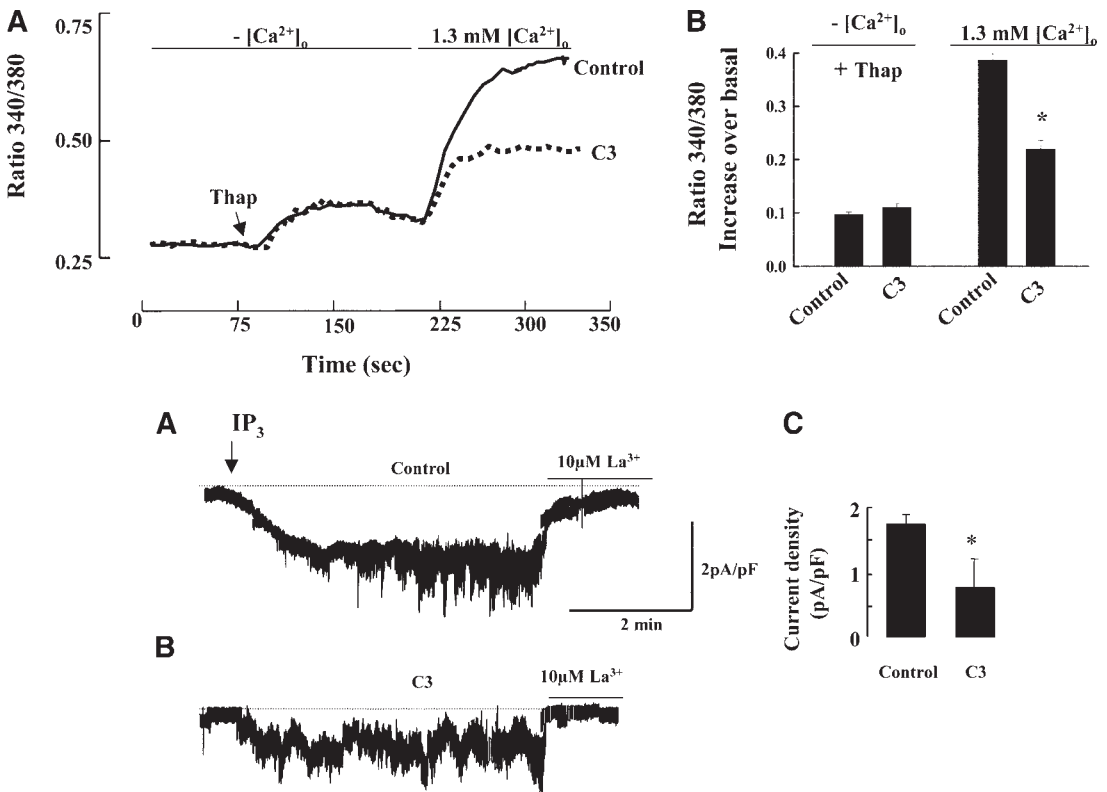 A
0.75
- [Ca²⁺]ₒ
1.3 mM [Ca²⁺]ₒ
Control
Ratio 340/380
0.50
C3
Thap
0.25
0
75
150
225
300
350
Time (sec)
B
- [Ca²⁺]ₒ
1.3 mM [Ca²⁺]ₒ
+ Thap
Ratio 340/380
Increase over basal
0.4
0.3
0.2
0.1
0.0
*
Control
C3
Control
C3
A
IP₃
Control
10µM La³⁺
2pA/pF
2 min
B
C3
10µM La³⁺
C
Current density
(pA/pF)
2
1
0
*
Control
C3